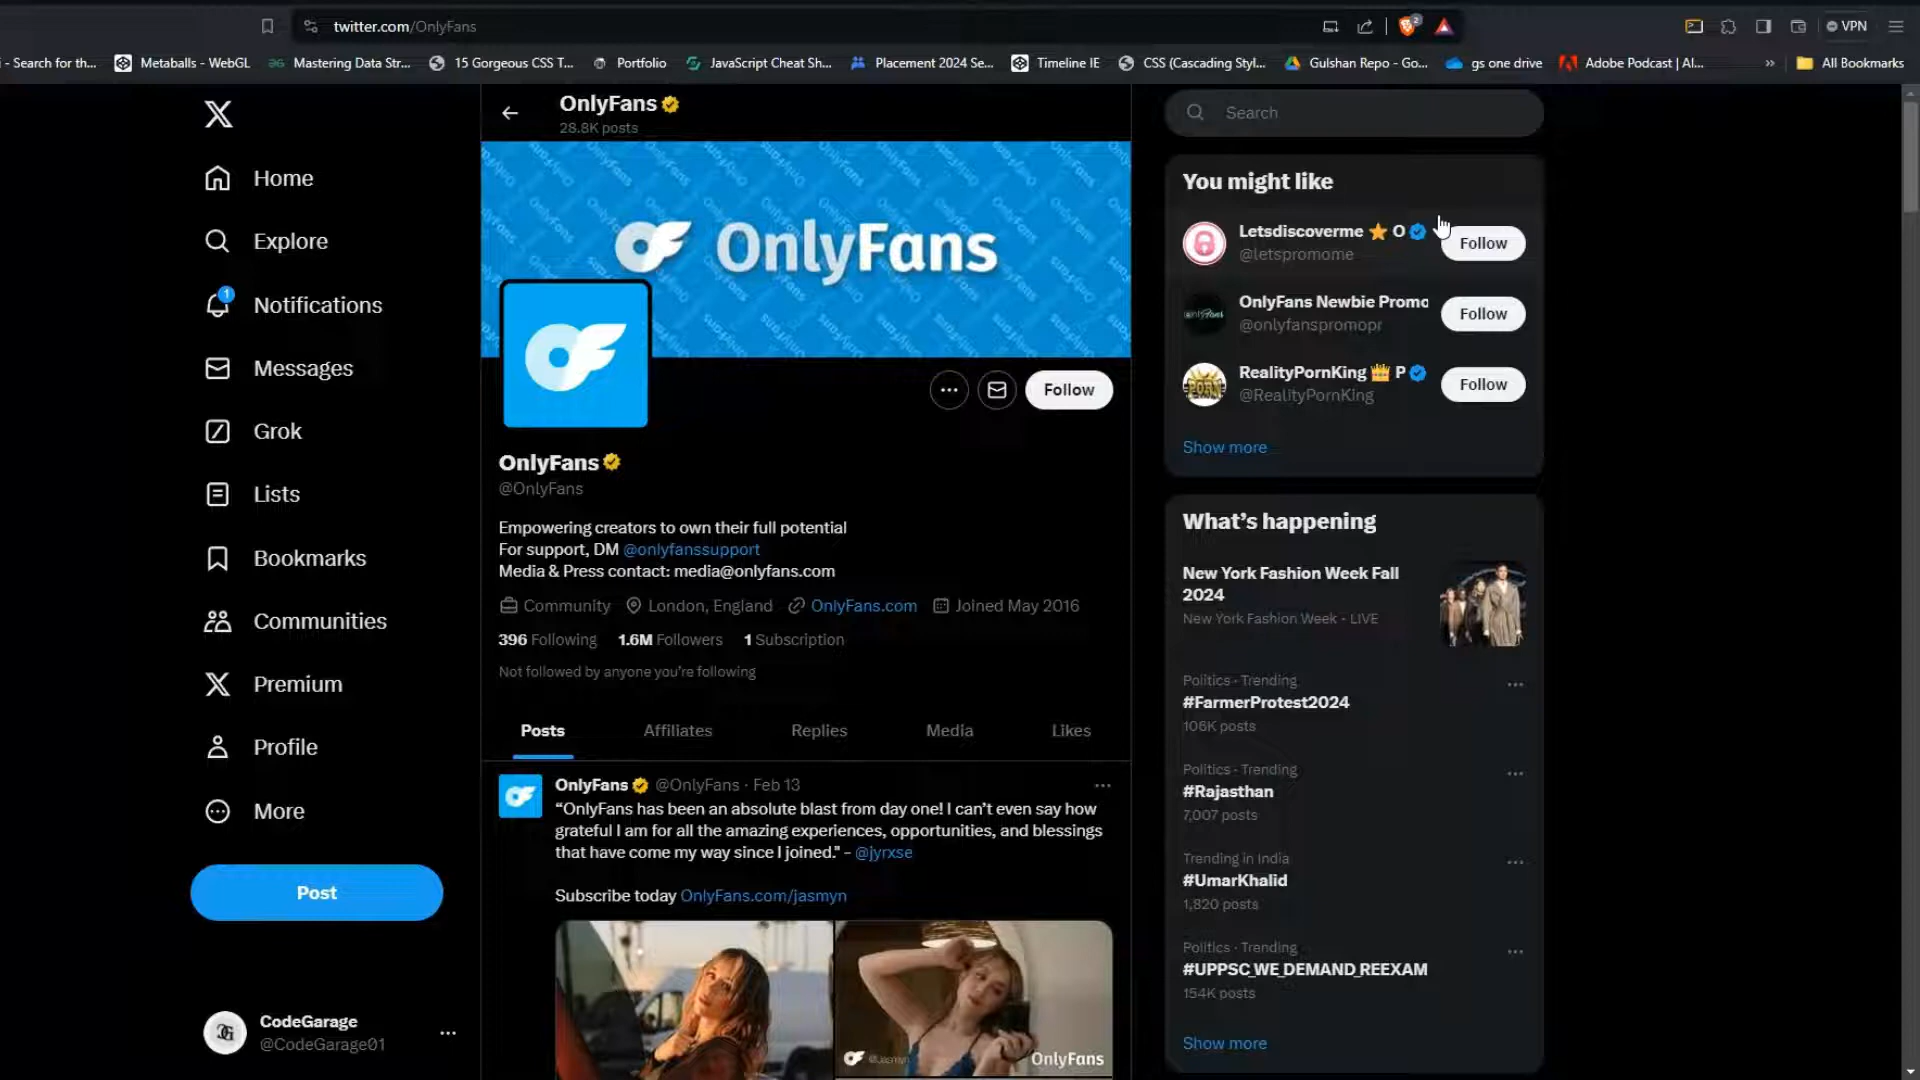 twitter.com/OnlyFans
2
VPN
- Search for th...
Metaballs - WebGL
Mastering Data Str...
15 Gorgeous CSS T...
Portfolio
JavaScript Cheat Sh...
Placement 2024 Se...
Timeline IE
CSS (Cascading Styl...
Gulshan Repo - Go...
gs one drive
Adobe Podcast | AI...
»
All Bookmarks
X
Home
Explore
1
Notifications
Messages
Grok
Lists
Bookmarks
Communities
Premium
Profile
More
Post
CodeGarage
@CodeGarage01
OnlyFans
28.8K posts
OnlyFans
Follow
OnlyFans
@OnlyFans
Empowering creators to own their full potential
For support, DM @onlyfanssupport
Media & Press contact: media@onlyfans.com
Community London, England OnlyFans.com Joined May 2016
396 Following 1.6M Followers 1 Subscription
Not followed by anyone you're following
Posts Affiliates Replies Media Likes
OnlyFans @OnlyFans · Feb 13
“OnlyFans has been an absolute blast from day one! I can’t even say how
grateful I am for all the amazing experiences, opportunities, and blessings
that have come my way since I joined.” - @jyrxse
Subscribe today OnlyFans.com/jasmyn
OnlyFans
Search
You might like
Letsdiscoverme ⭐ O
@letspromome
Follow
OnlyFans Newbie Promo
@onlyfanspromopr
Follow
RealityPornKing 👑 P
@RealityPornKing
Follow
Show more
What’s happening
New York Fashion Week Fall
2024
New York Fashion Week · LIVE
Politics · Trending
#FarmerProtest2024
106K posts
Politics · Trending
#Rajasthan
7,007 posts
Trending in India
#UmarKhalid
1,820 posts
Politics · Trending
#UPPSC_WE_DEMAND_REEXAM
154K posts
Show more